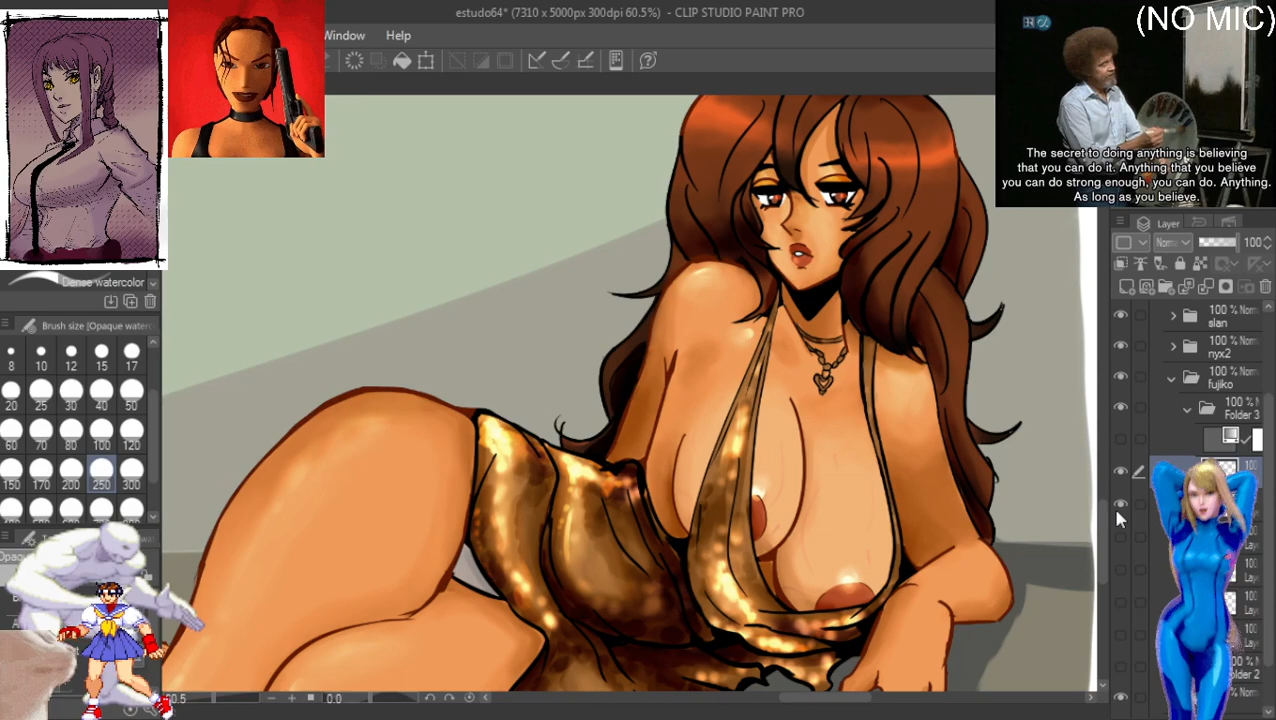 estudo64* (7310 x 5000px 300dpi 60.5%) - CLIP STUDIO PAINT PRO
(NO MIC)
Window Help
The secret to doing anything is believing
that you can do it. Anything that you believe
you can do strong enough, you can do. Anything.
As long as you believe.
Layer
100
Dense watercolor
Brush size [Opaque water
8 10 12 15 17
20 25 30 40 50
60 70 80 100 120
150 170 200 250 300
100 % Norm
slan
100 % Norm
nyx2
100 % Norm
fujiko
100 % N
Folder 3
0.0